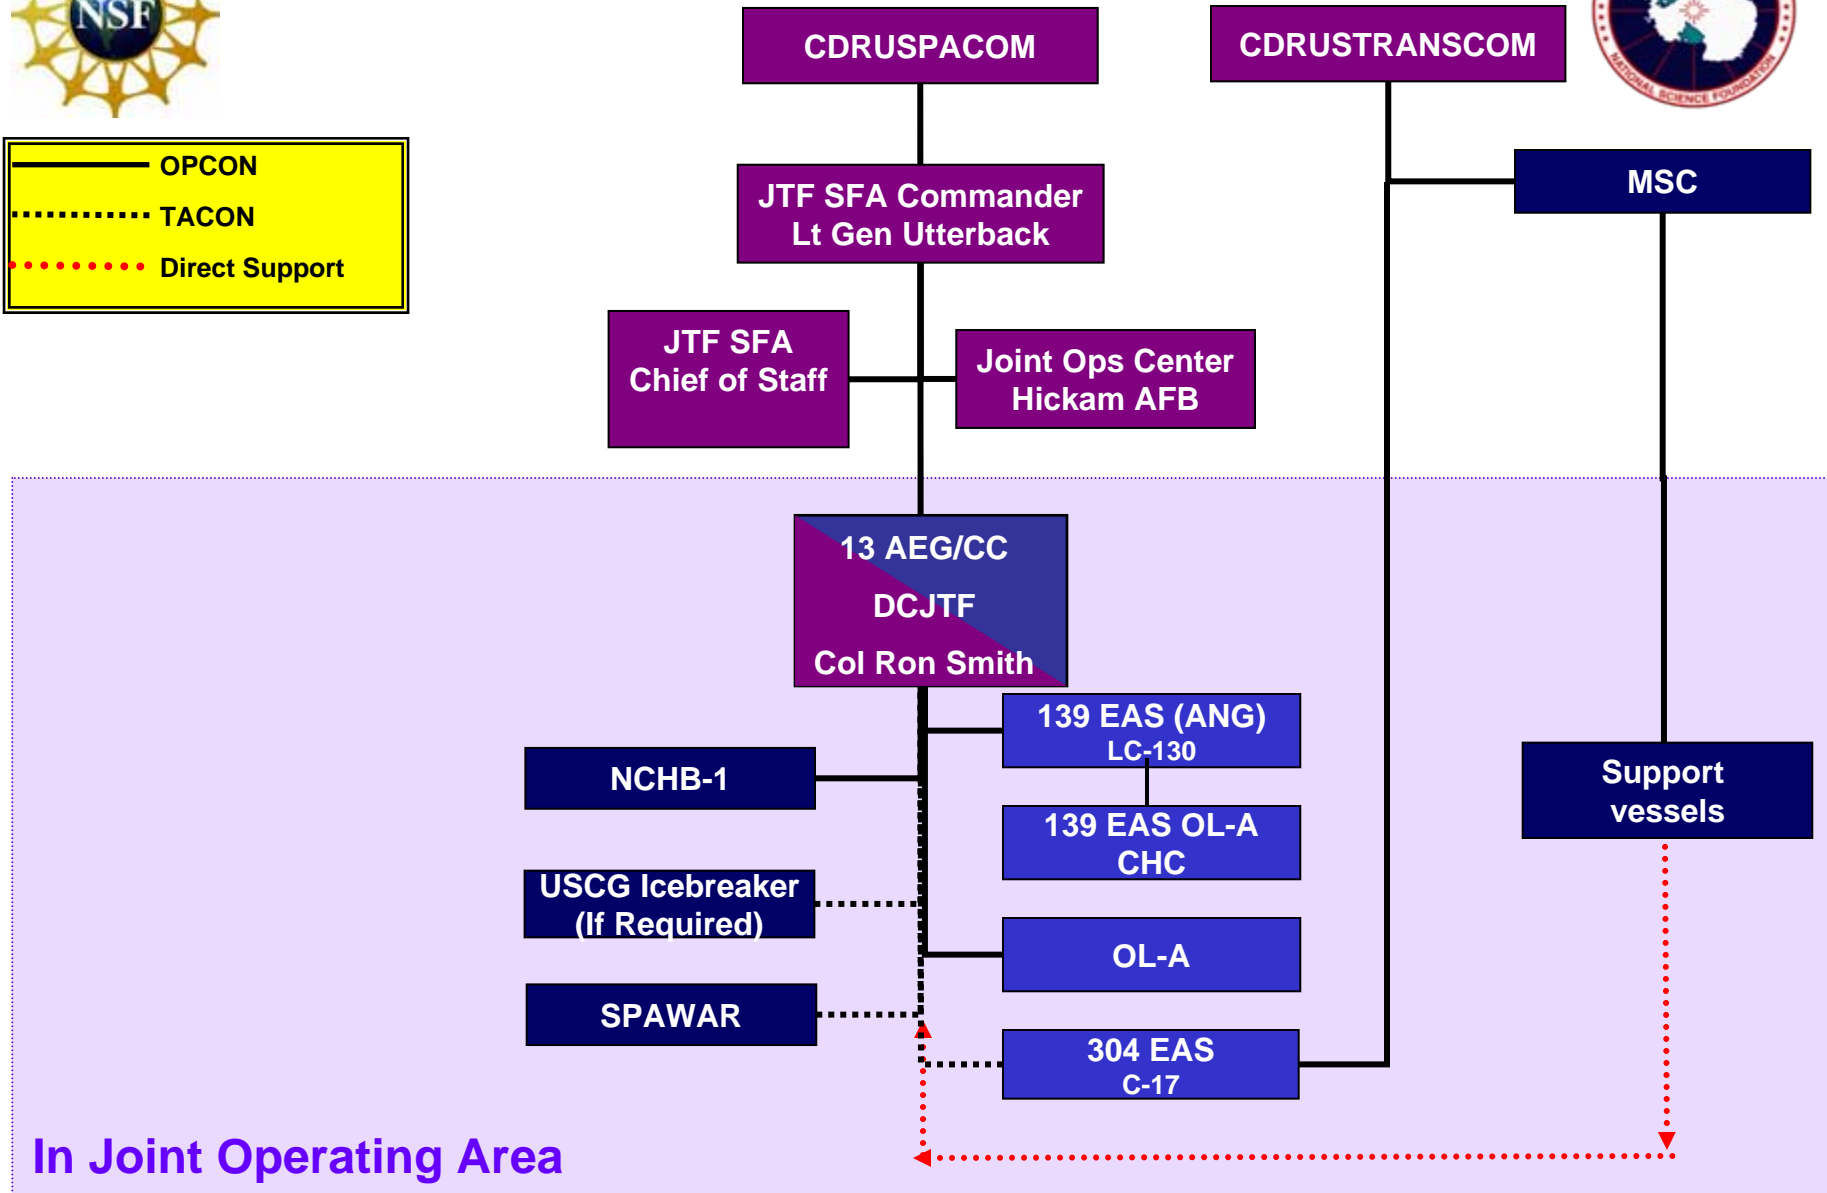 NSF
CDRUSPACOM
CDRUSTRANSCOM
NATIONAL SCIENCE FOUNDATION
OPCON
TACON
Direct Support
JTF SFA Commander
Lt Gen Utterback
MSC
JTF SFA
Chief of Staff
Joint Ops Center
Hickam AFB
13 AEG/CC
DCJTF
Col Ron Smith
139 EAS (ANG)
LC-130
NCHB-1
Support
vessels
139 EAS OL-A
CHC
USCG Icebreaker
(If Required)
OL-A
SPAWAR
304 EAS
C-17
In Joint Operating Area